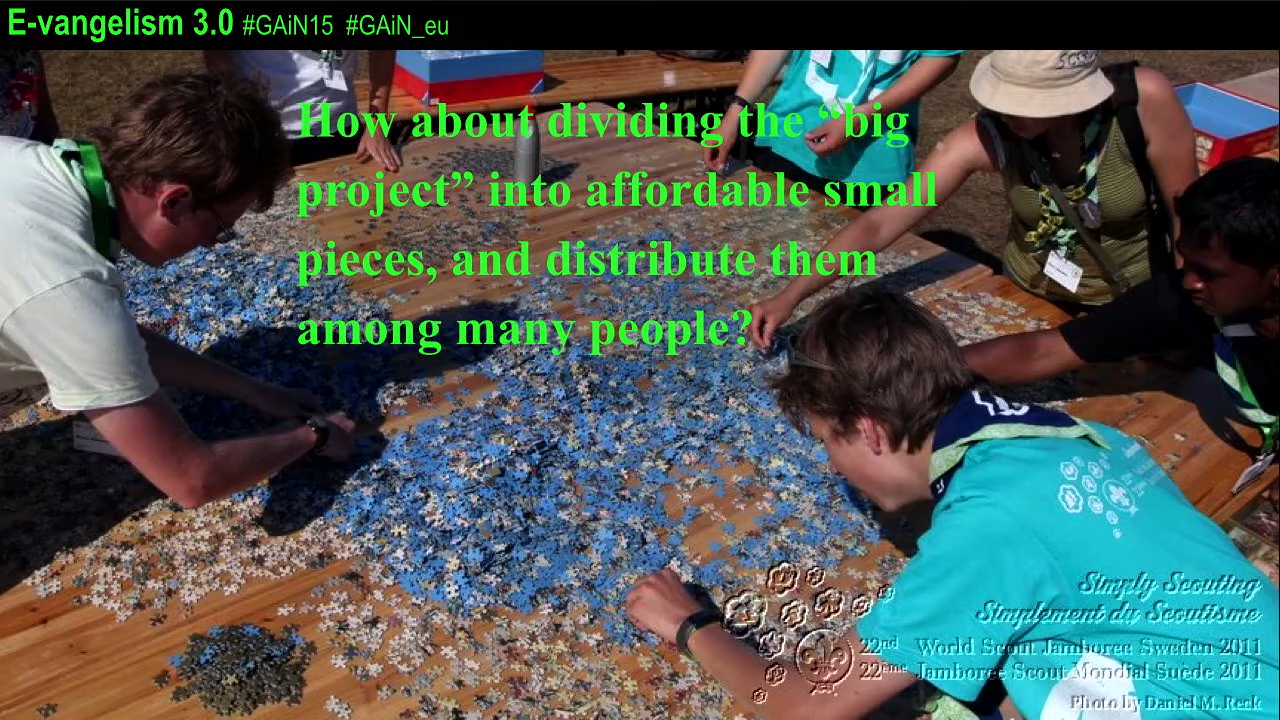 E-vangelism 3.0 #GAiN15 #GAiN_eu
How about dividing the “big
project” into affordable small
pieces, and distribute them
among many people?
Simply Scouting
Simplement du Scoutisme
22nd World Scout Jamboree Sweden 2011
22ème Jamboree Scout Mondial Suède 2011
Photo by Daniel M. Reck